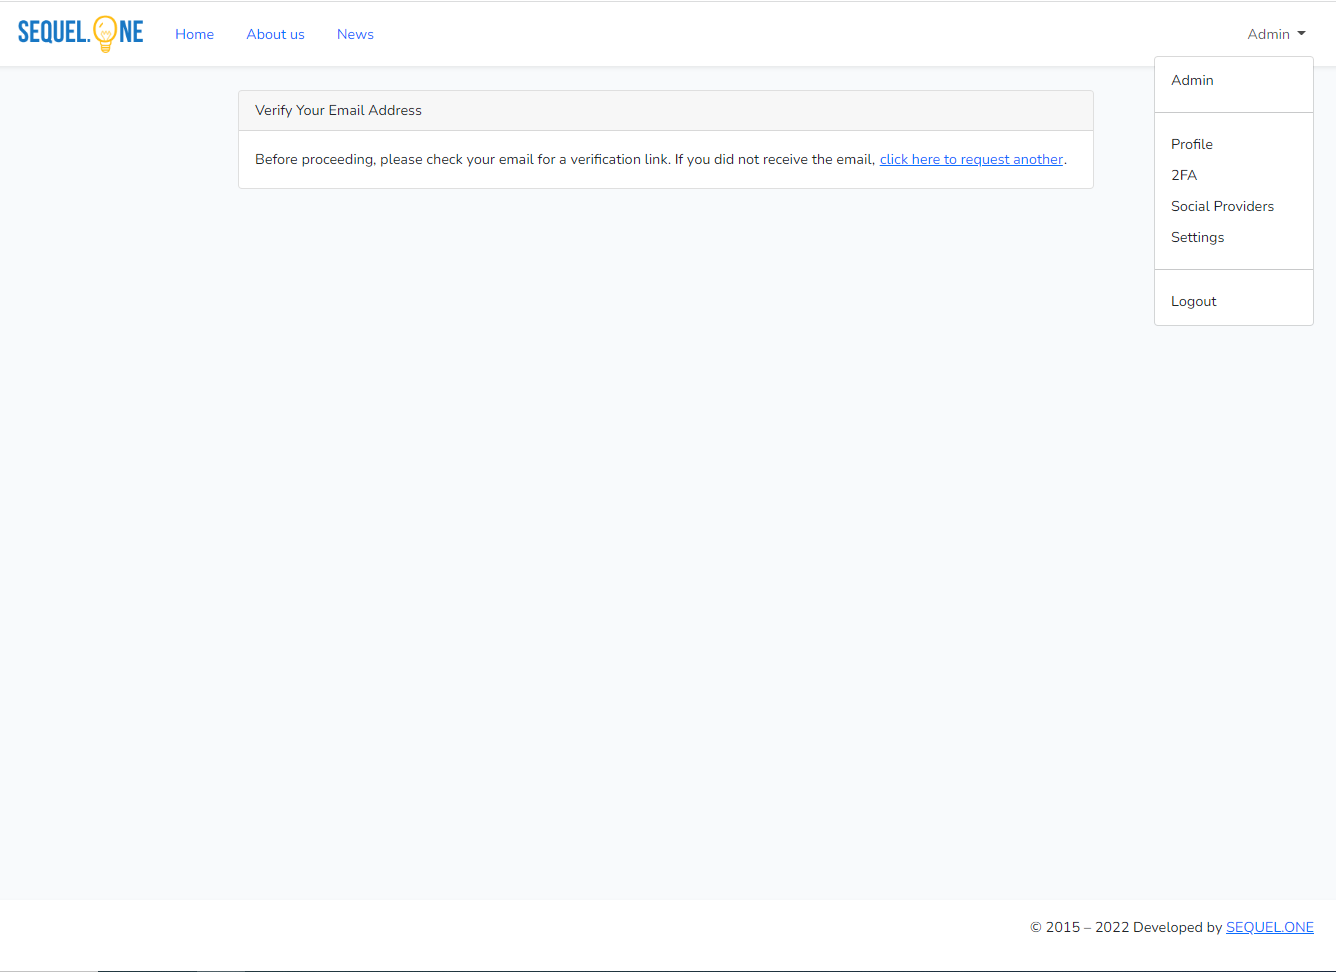 SEQUEL.ONE Home About us News Admin
Admin
Verify Your Email Address
Before proceeding, please check your email for a verification link. If you did not receive the email, click here to request another.
Profile
2FA
Social Providers
Settings
Logout
© 2015 – 2022 Developed by SEQUEL.ONE